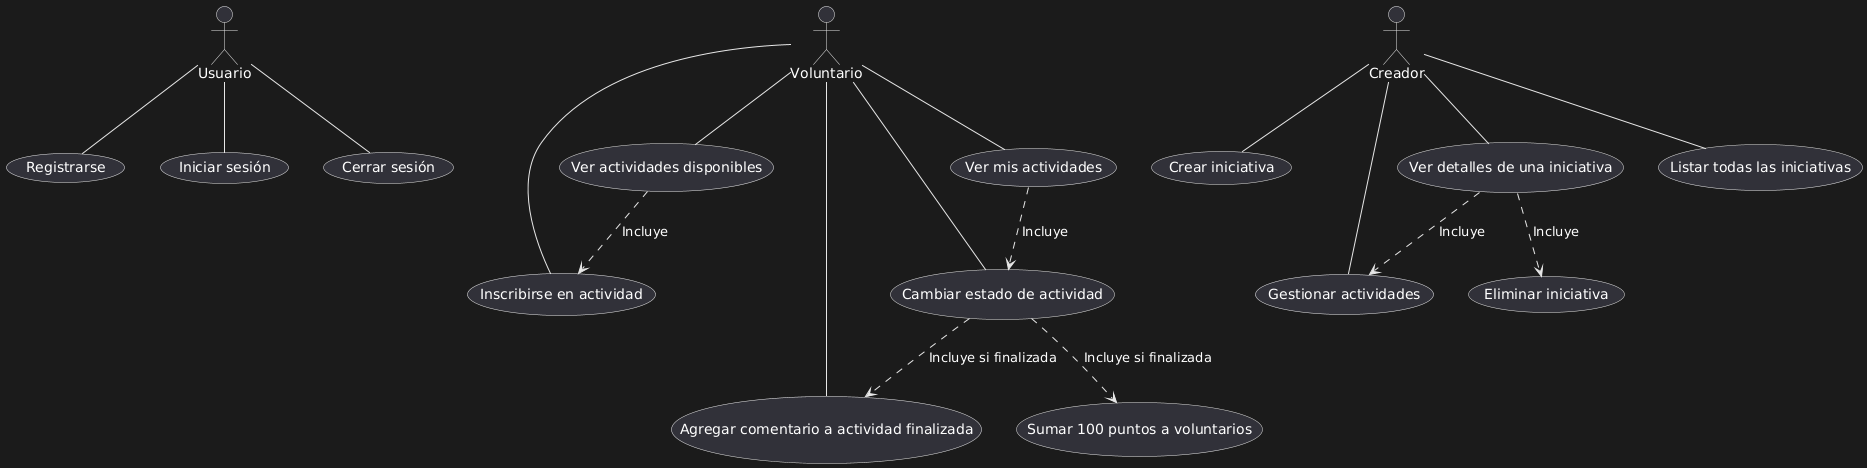 Usuario
Voluntario
Creador
Registrarse
Iniciar sesión
Cerrar sesión
Ver actividades disponibles
Ver mis actividades
Crear iniciativa
Ver detalles de una iniciativa
Listar todas las iniciativas
Incluye
Incluye
Incluye
Incluye
Inscribirse en actividad
Cambiar estado de actividad
Gestionar actividades
Eliminar iniciativa
Incluye si finalizada
Incluye si finalizada
Agregar comentario a actividad finalizada
Sumar 100 puntos a voluntarios